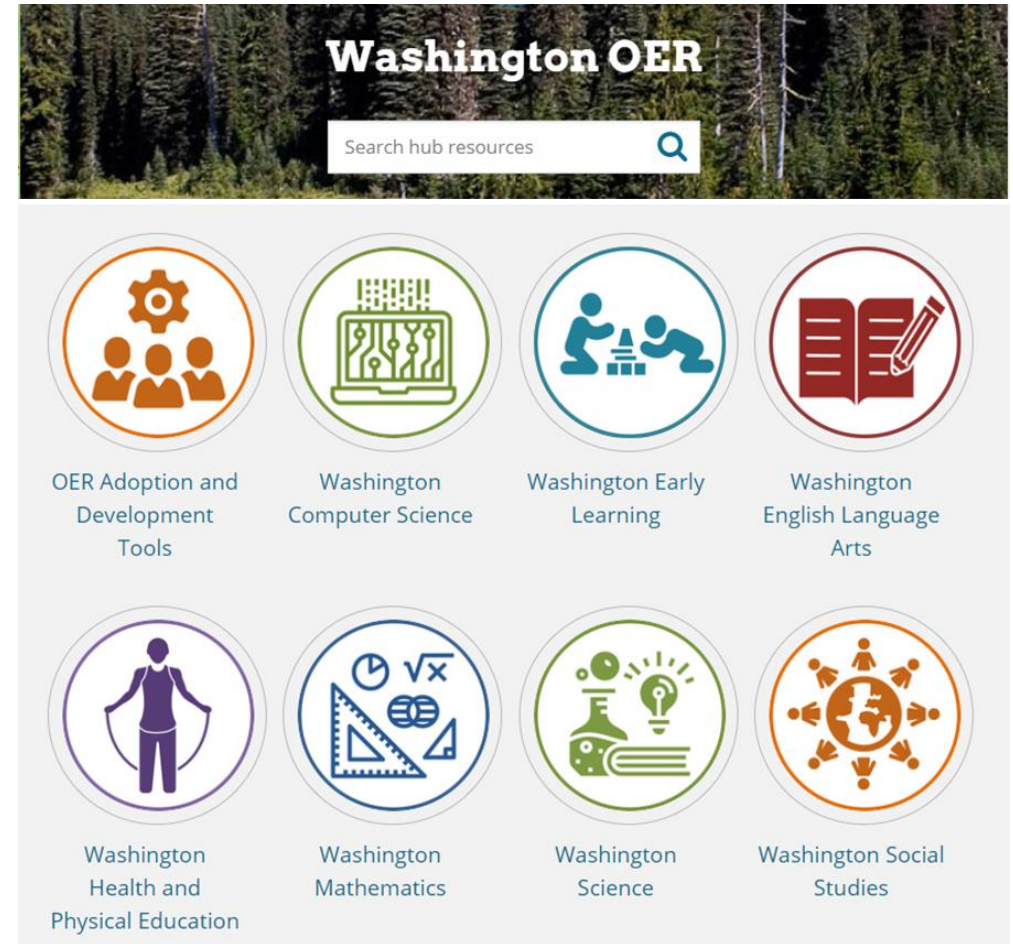 Washington OER
Search hub resources
OER Adoption and
Development
Tools
Washington
Computer Science
Washington Early
Learning
Washington
English Language
Arts
√x
Washington
Health and
Physical Education
Washington
Mathematics
Washington
Science
Washington Social
Studies